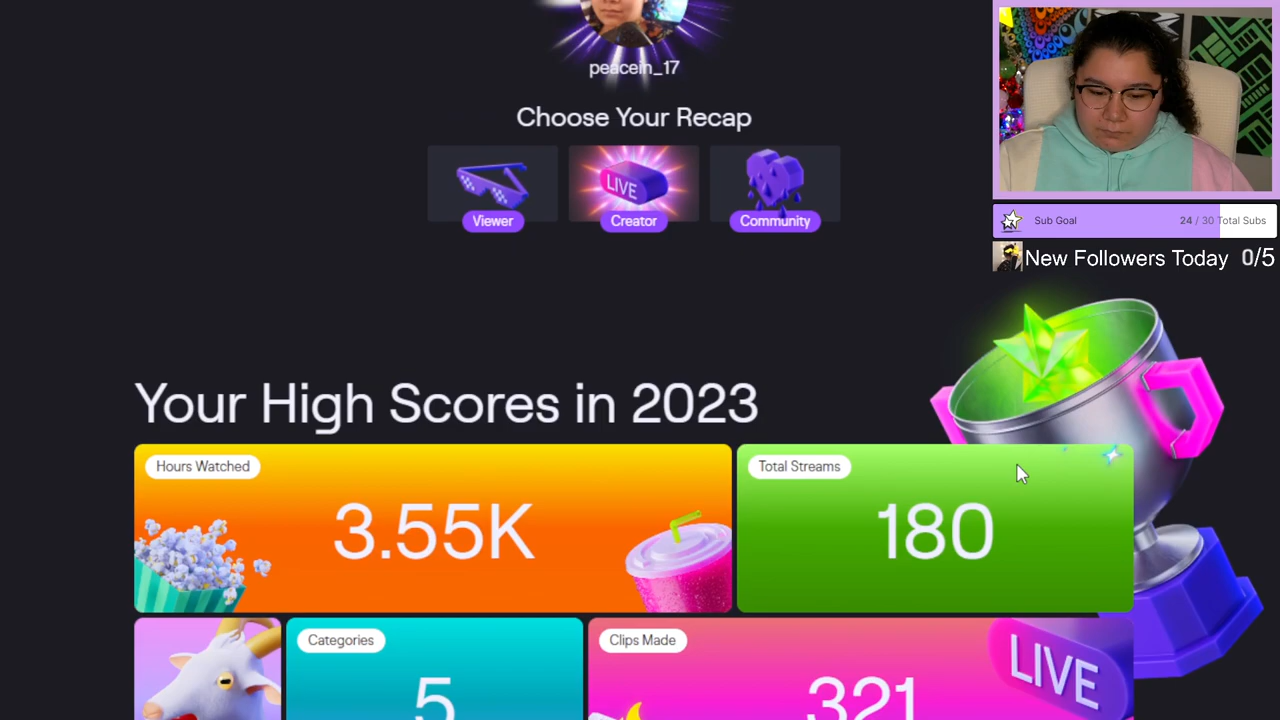 peacein_17
Choose Your Recap
LIVE
Viewer
Creator
Community
Sub Goal
24 / 30 Total Subs
New Followers Today 0/5
Your High Scores in 2023
Hours Watched
3.55K
Total Streams
180
Categories
5
Clips Made
321
LIVE